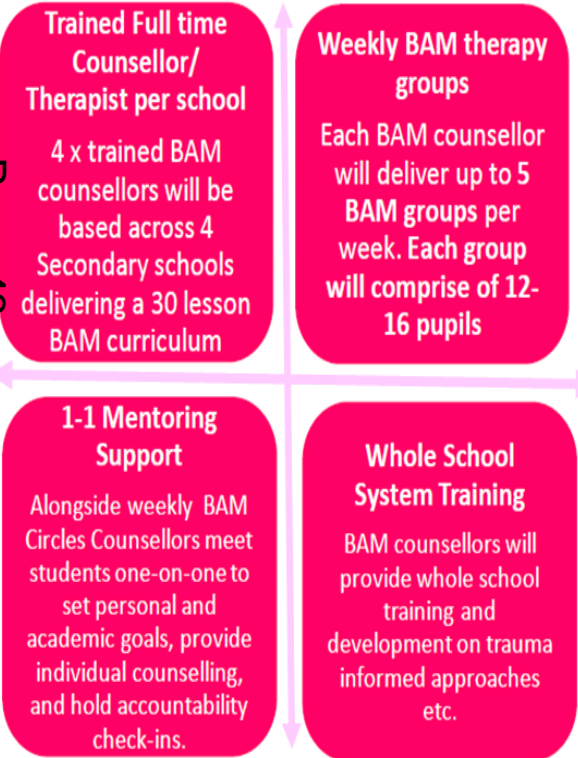 Trained Full time
Counsellor/
Therapist per school
4 x trained BAM
counsellors will be
based across 4
Secondary schools
delivering a 30 lesson
BAM curriculum
Weekly BAM therapy
groups
Each BAM counsellor
will deliver up to 5
BAM groups per
week. Each group
will comprise of 12-
16 pupils
1-1 Mentoring
Support
Alongside weekly BAM
Circles Counsellors meet
students one-on-one to
set personal and
academic goals, provide
individual counselling,
and hold accountability
check-ins.
Whole School
System Training
BAM counsellors will
provide whole school
training and
development on trauma
informed approaches
etc.